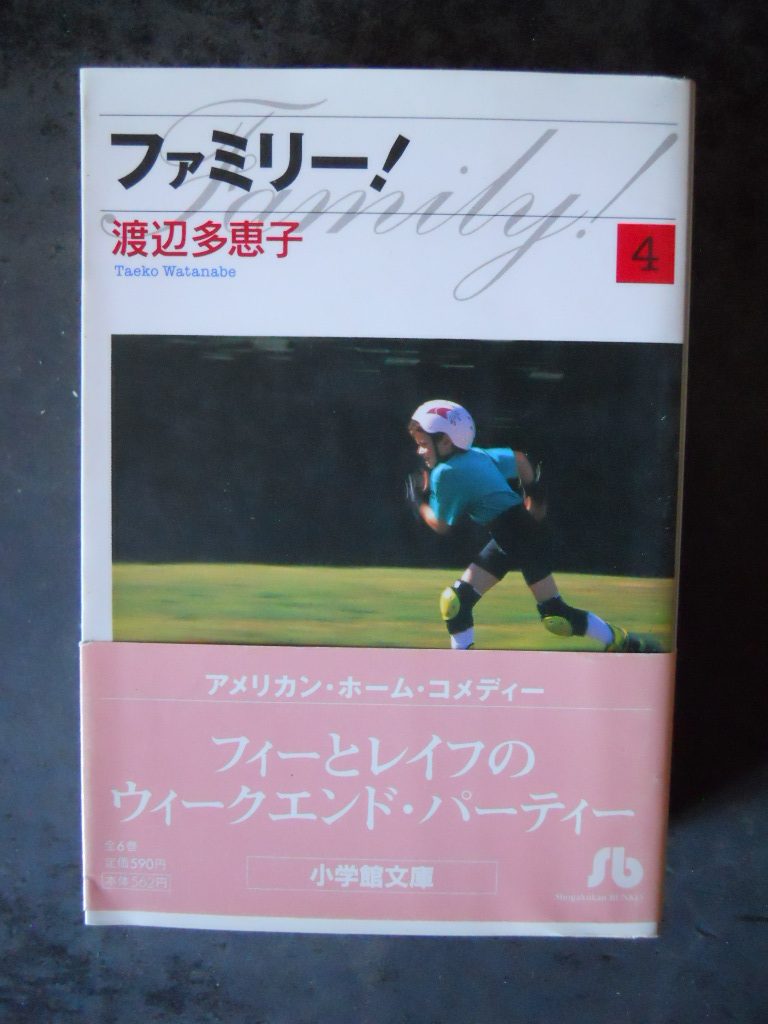 Family!
ファミリー!
渡辺多恵子
Taeko Watanabe
4
アメリカン・ホーム・コメディー
フィーとレイフの
ウィークエンド・パーティー
全6巻
定価590円
本体562円
小学館文庫
Sb
Shogakukan BUNKO